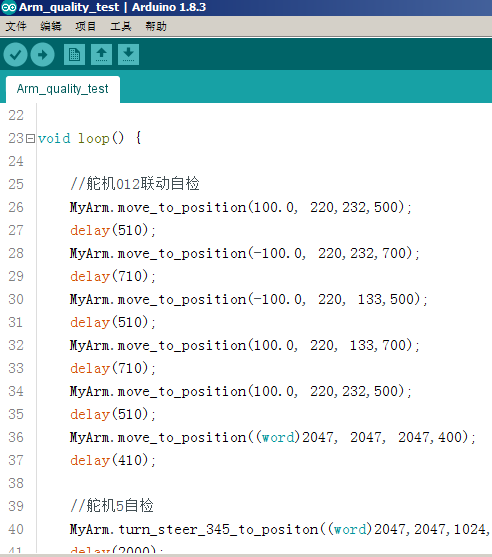 Arm_quality_test | Arduino 1.8.3
文件 编辑 项目 工具 帮助
Arm_quality_test
22
23 void loop() {
24
25 //舵机012联动自检
26 MyArm.move_to_position(100.0, 220,232,500);
27 delay(510);
28 MyArm.move_to_position(-100.0, 220,232,700);
29 delay(710);
30 MyArm.move_to_position(-100.0, 220, 133,500);
31 delay(510);
32 MyArm.move_to_position(100.0, 220, 133,700);
33 delay(710);
34 MyArm.move_to_position(100.0, 220,232,500);
35 delay(510);
36 MyArm.move_to_position((word)2047, 2047, 2047,400);
37 delay(410);
38
39 //舵机5自检
40 MyArm.turn_steer_345_to_positon((word)2047,2047,1024,
41 delay(2000);